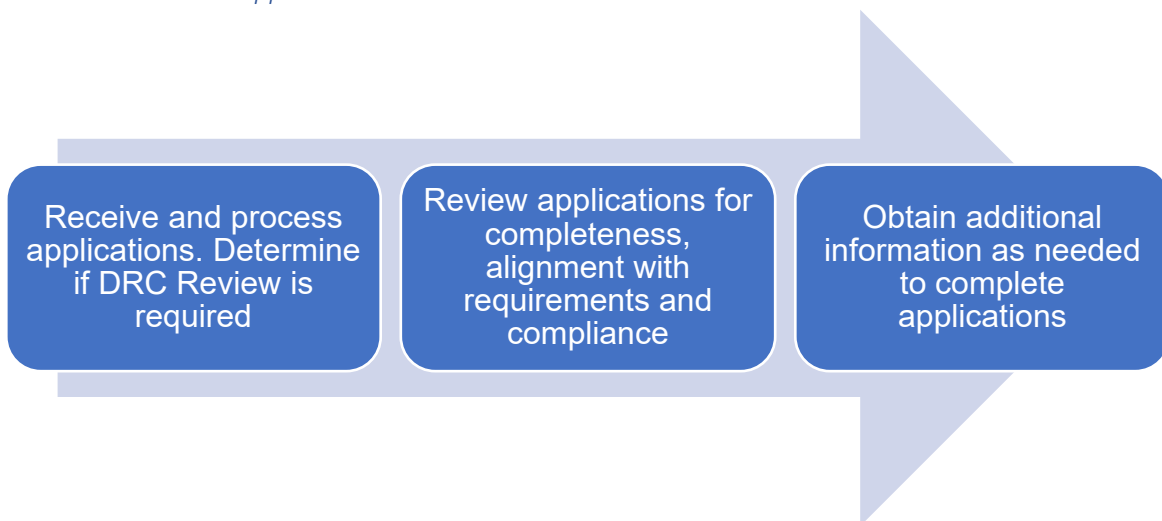 Receive and process
applications. Determine
if DRC Review is
required
Review applications for
completeness,
alignment with
requirements and
compliance
Obtain additional
information as needed
to complete
applications